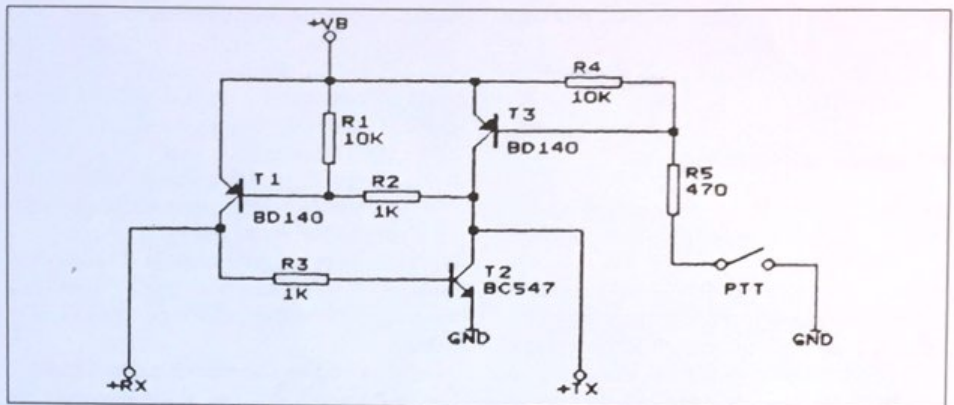 +VB
R4
10K
T3
R1
10K
BD140
R5
470
T1
R2
BD140
1K
R3
1K
T2
BC547
PTT
GND
GND
+RX
+TX